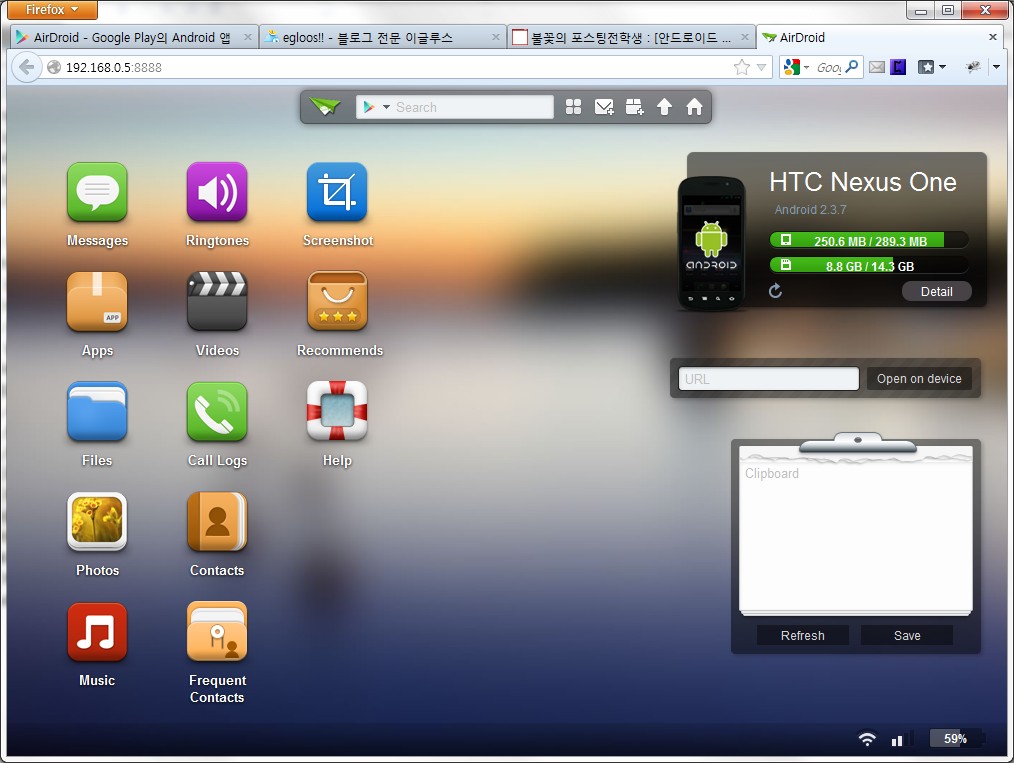 Firefox
AirDroid - Google Play의 Android 앱
egloos!! - 블로그 전문 이글루스
불꽃의 포스팅전학생 : [안드로이드 ...
AirDroid
192.168.0.5:8888
Goo
Search
Messages
Ringtones
Screenshot
HTC Nexus One
Android 2.3.7
250.6 MB / 289.3 MB
8.8 GB / 14.3 GB
Detail
ANDROID
APP
Apps
Videos
Recommends
URL
Open on device
Files
Call Logs
Help
Clipboard
Photos
Contacts
Refresh
Save
Music
Frequent
Contacts
59%